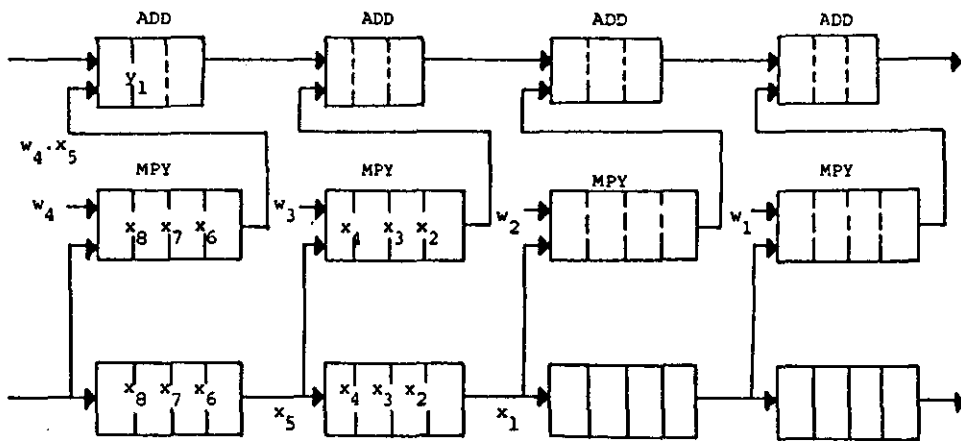 ADD ADD ADD ADD
y1
w4·x5
MPY MPY MPY MPY
w4 w3 w2 w1
x8 x7 x6 x4 x3 x2
x8 x7 x6 x4 x3 x2
x5 x1